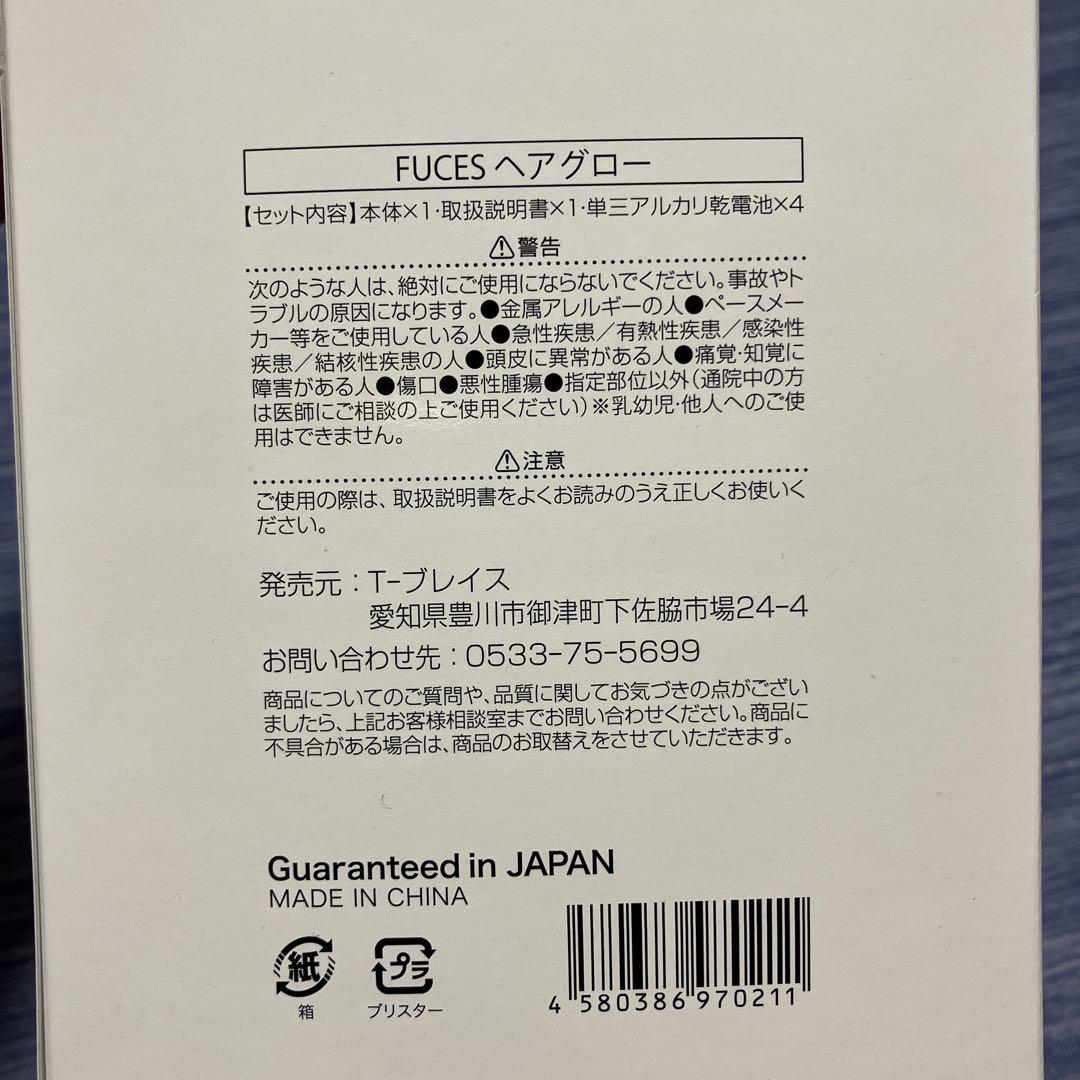 FUCES ヘアグロー
【セット内容】本体×1・取扱説明書×1・単三アルカリ乾電池×4
⚠警告
次のような人は、絶対にご使用にならないでください。事故やト
ラブルの原因になります。●金属アレルギーの人●ペースメー
カー等をご使用している人●急性疾患／有熱性疾患／感染性
疾患／結核性疾患の人●頭皮に異常がある人●痛覚・知覚に
障害がある人●傷口●悪性腫瘍●指定部位以外（通院中の方
は医師にご相談の上ご使用ください）※乳幼児・他人へのご使
用はできません。
⚠注意
ご使用の際は、取扱説明書をよくお読みのうえ正しくお使いく
ださい。
発売元：T-ブレイス
愛知県豊川市御津町下佐脇市場24-4
お問い合わせ先：0533-75-5699
商品についてのご質問や、品質に関してお気づきの点がござい
ましたら、上記お客様相談室までお問い合わせください。商品に
不具合がある場合は、商品のお取替えをさせていただきます。
Guaranteed in JAPAN
MADE IN CHINA
紙
箱
プラ
ブリスター
4 580386 970211